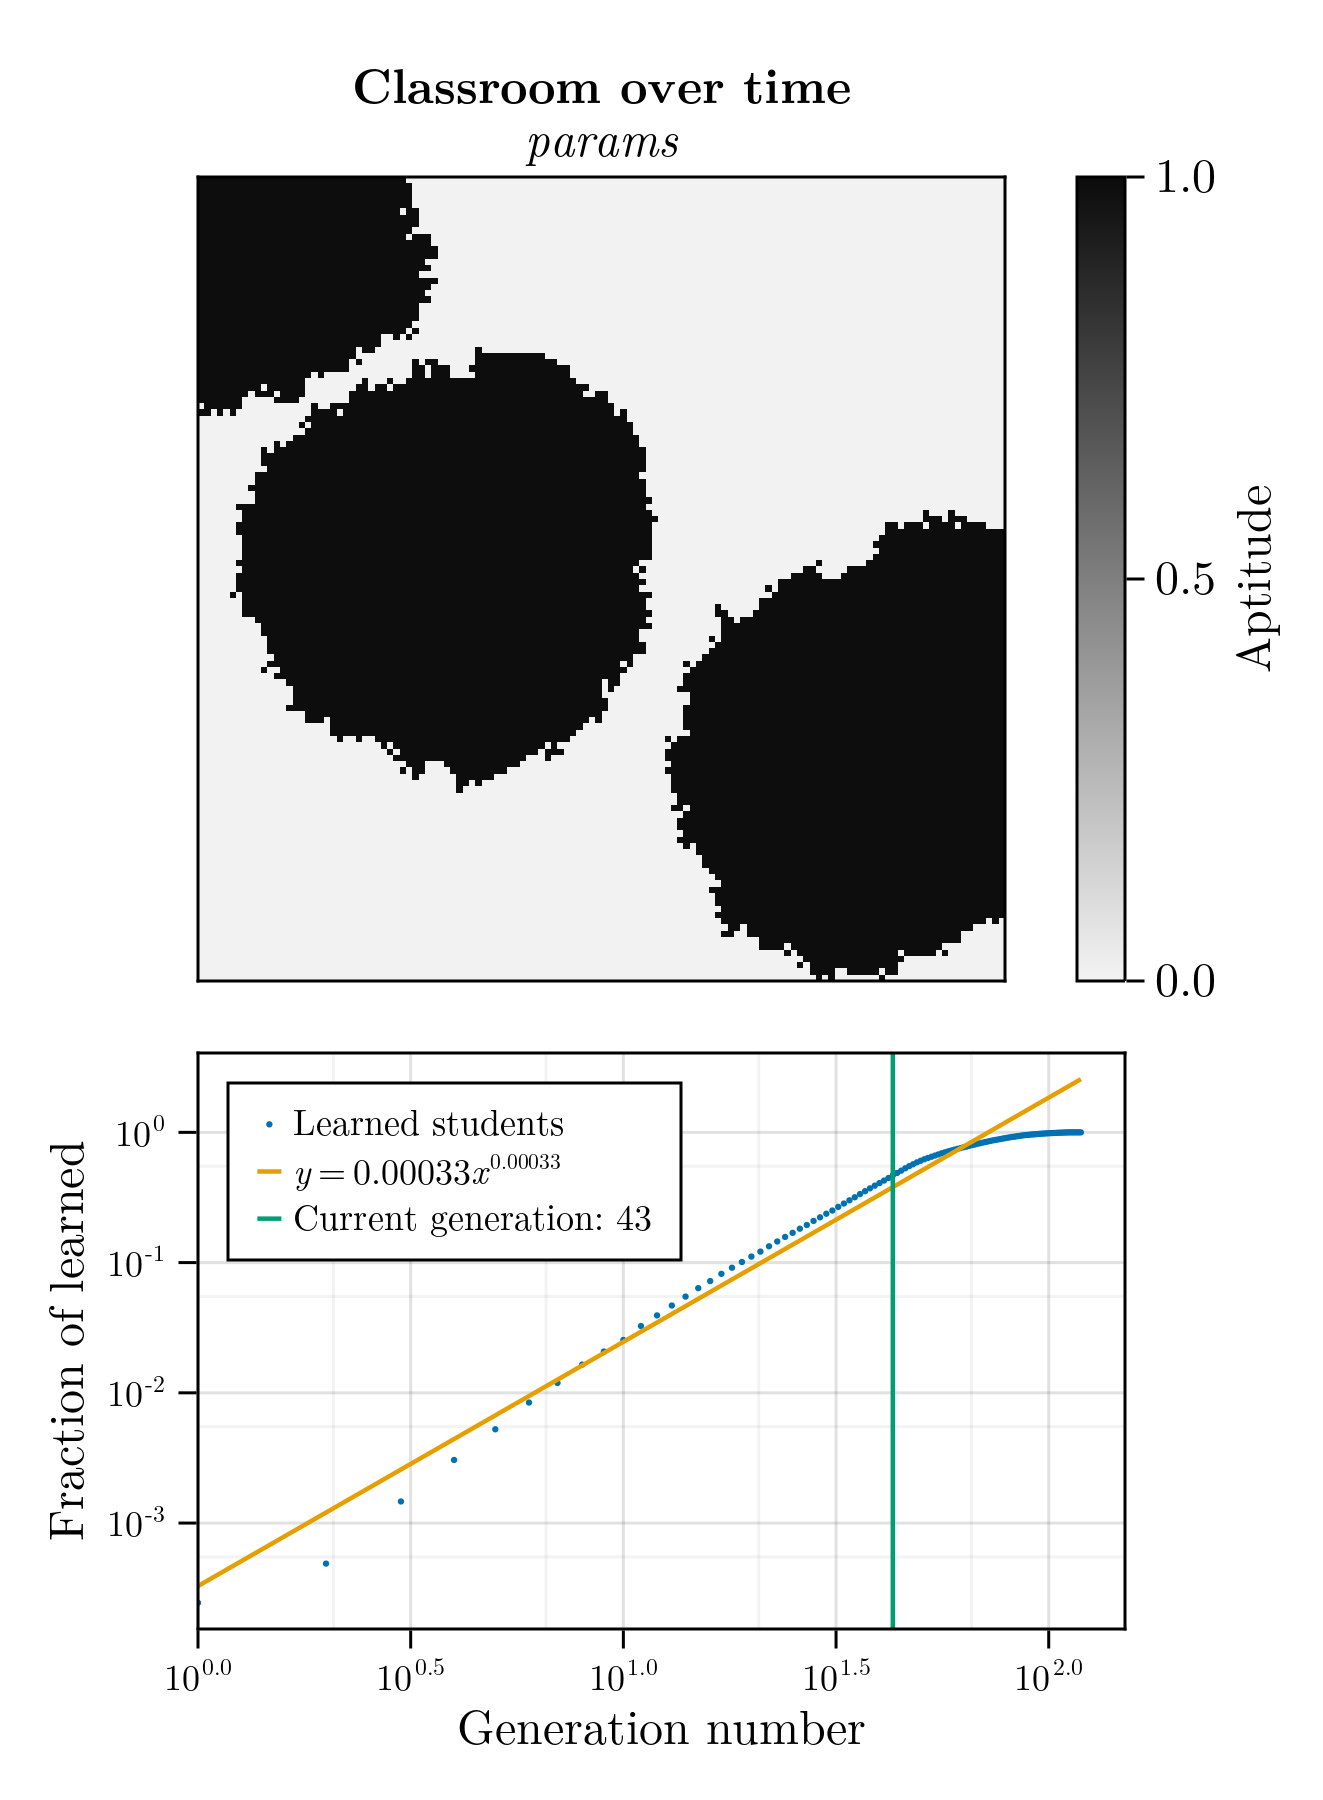 Classroom over time
params
1.0
0.5
0.0
Aptitude
Learned students
y = 0.00033x^0.00033
Current generation: 43
10^0
10^-1
10^-2
10^-3
Fraction of learned
10^0.0 10^0.5 10^1.0 10^1.5 10^2.0
Generation number